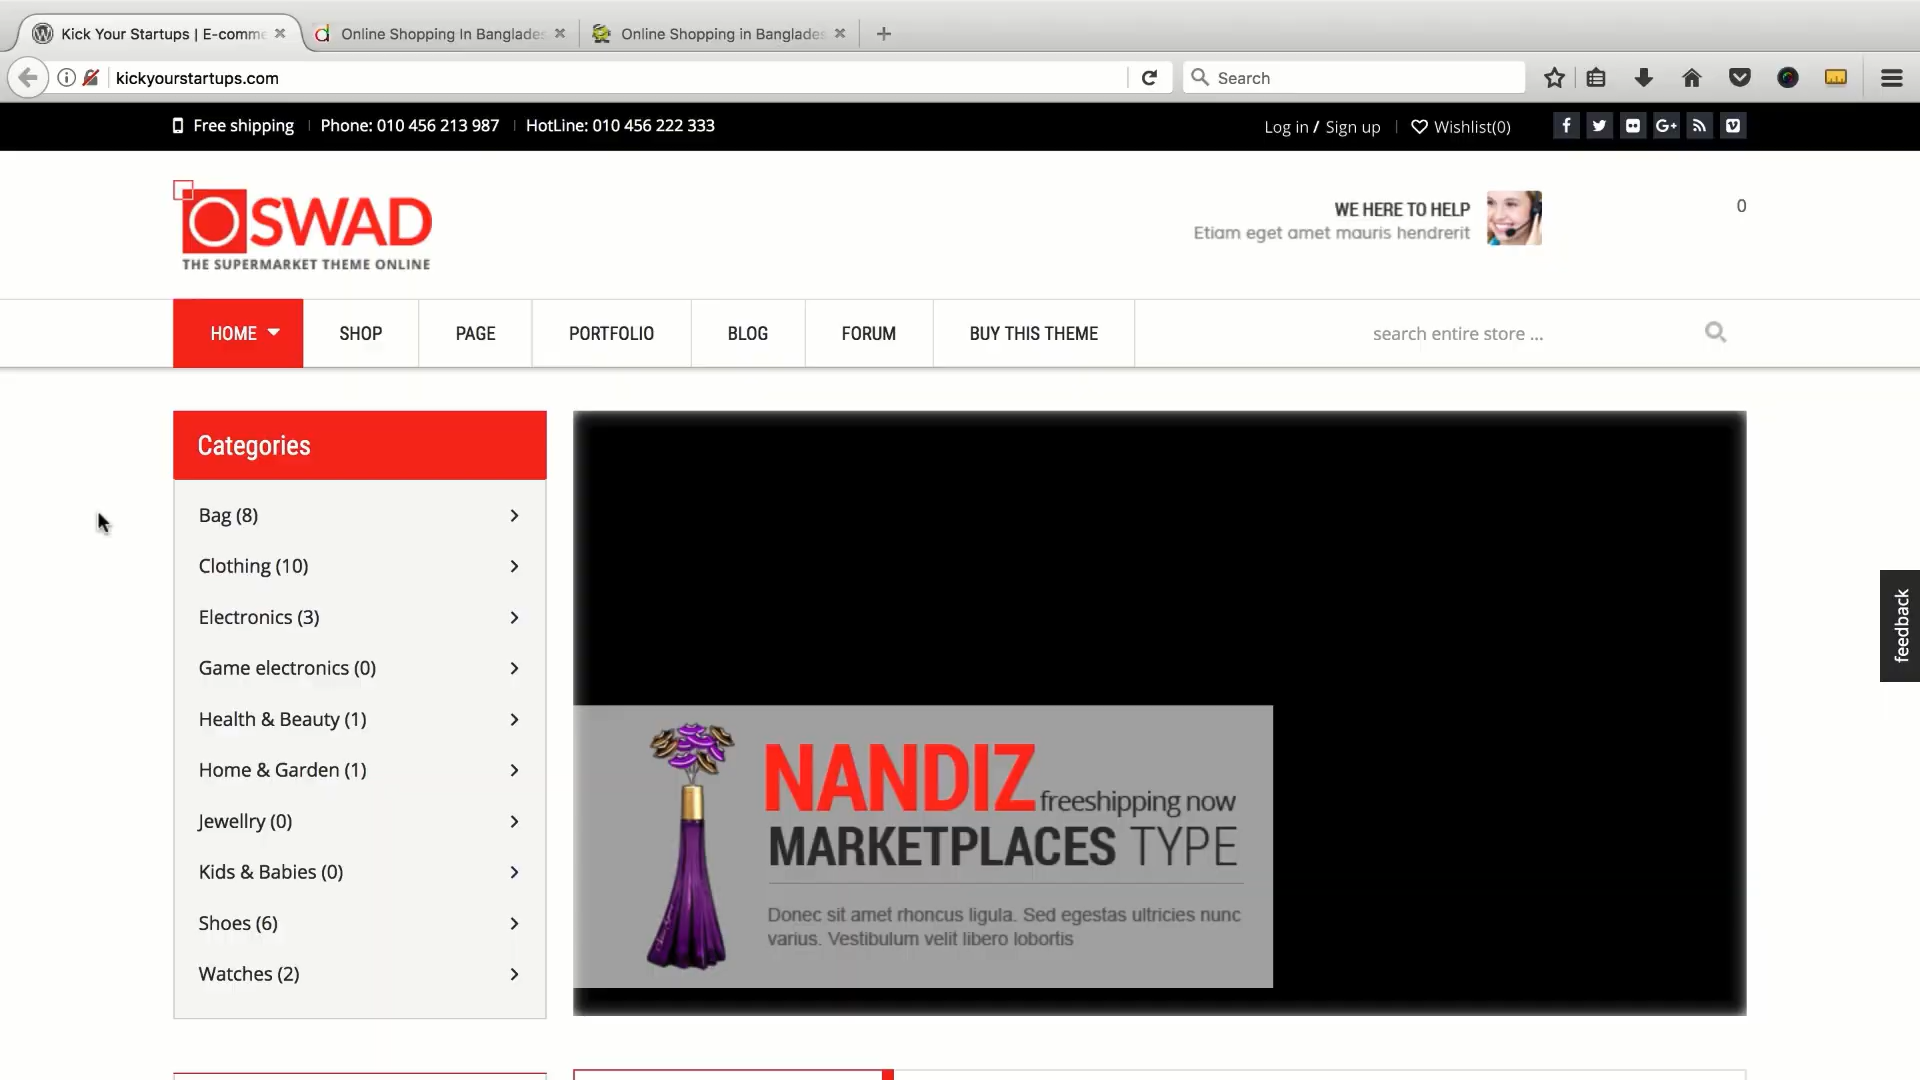 Kick Your Startups | E-comme
Online Shopping In Banglades
Online Shopping in Banglades
kickyourstartups.com
Search
Free shipping
Phone: 010 456 213 987
HotLine: 010 456 222 333
Log in / Sign up
Wishlist(0)
OSWAD
THE SUPERMARKET THEME ONLINE
WE HERE TO HELP
Etiam eget amet mauris hendrerit
0
HOME
SHOP
PAGE
PORTFOLIO
BLOG
FORUM
BUY THIS THEME
search entire store ...
Categories
Bag (8)
Clothing (10)
Electronics (3)
Game electronics (0)
Health & Beauty (1)
Home & Garden (1)
Jewellry (0)
Kids & Babies (0)
Shoes (6)
Watches (2)
NANDIZ freeshipping now
MARKETPLACES TYPE
Donec sit amet rhoncus ligula. Sed egestas ultricies nunc
varius. Vestibulum velit libero lobortis
feedback